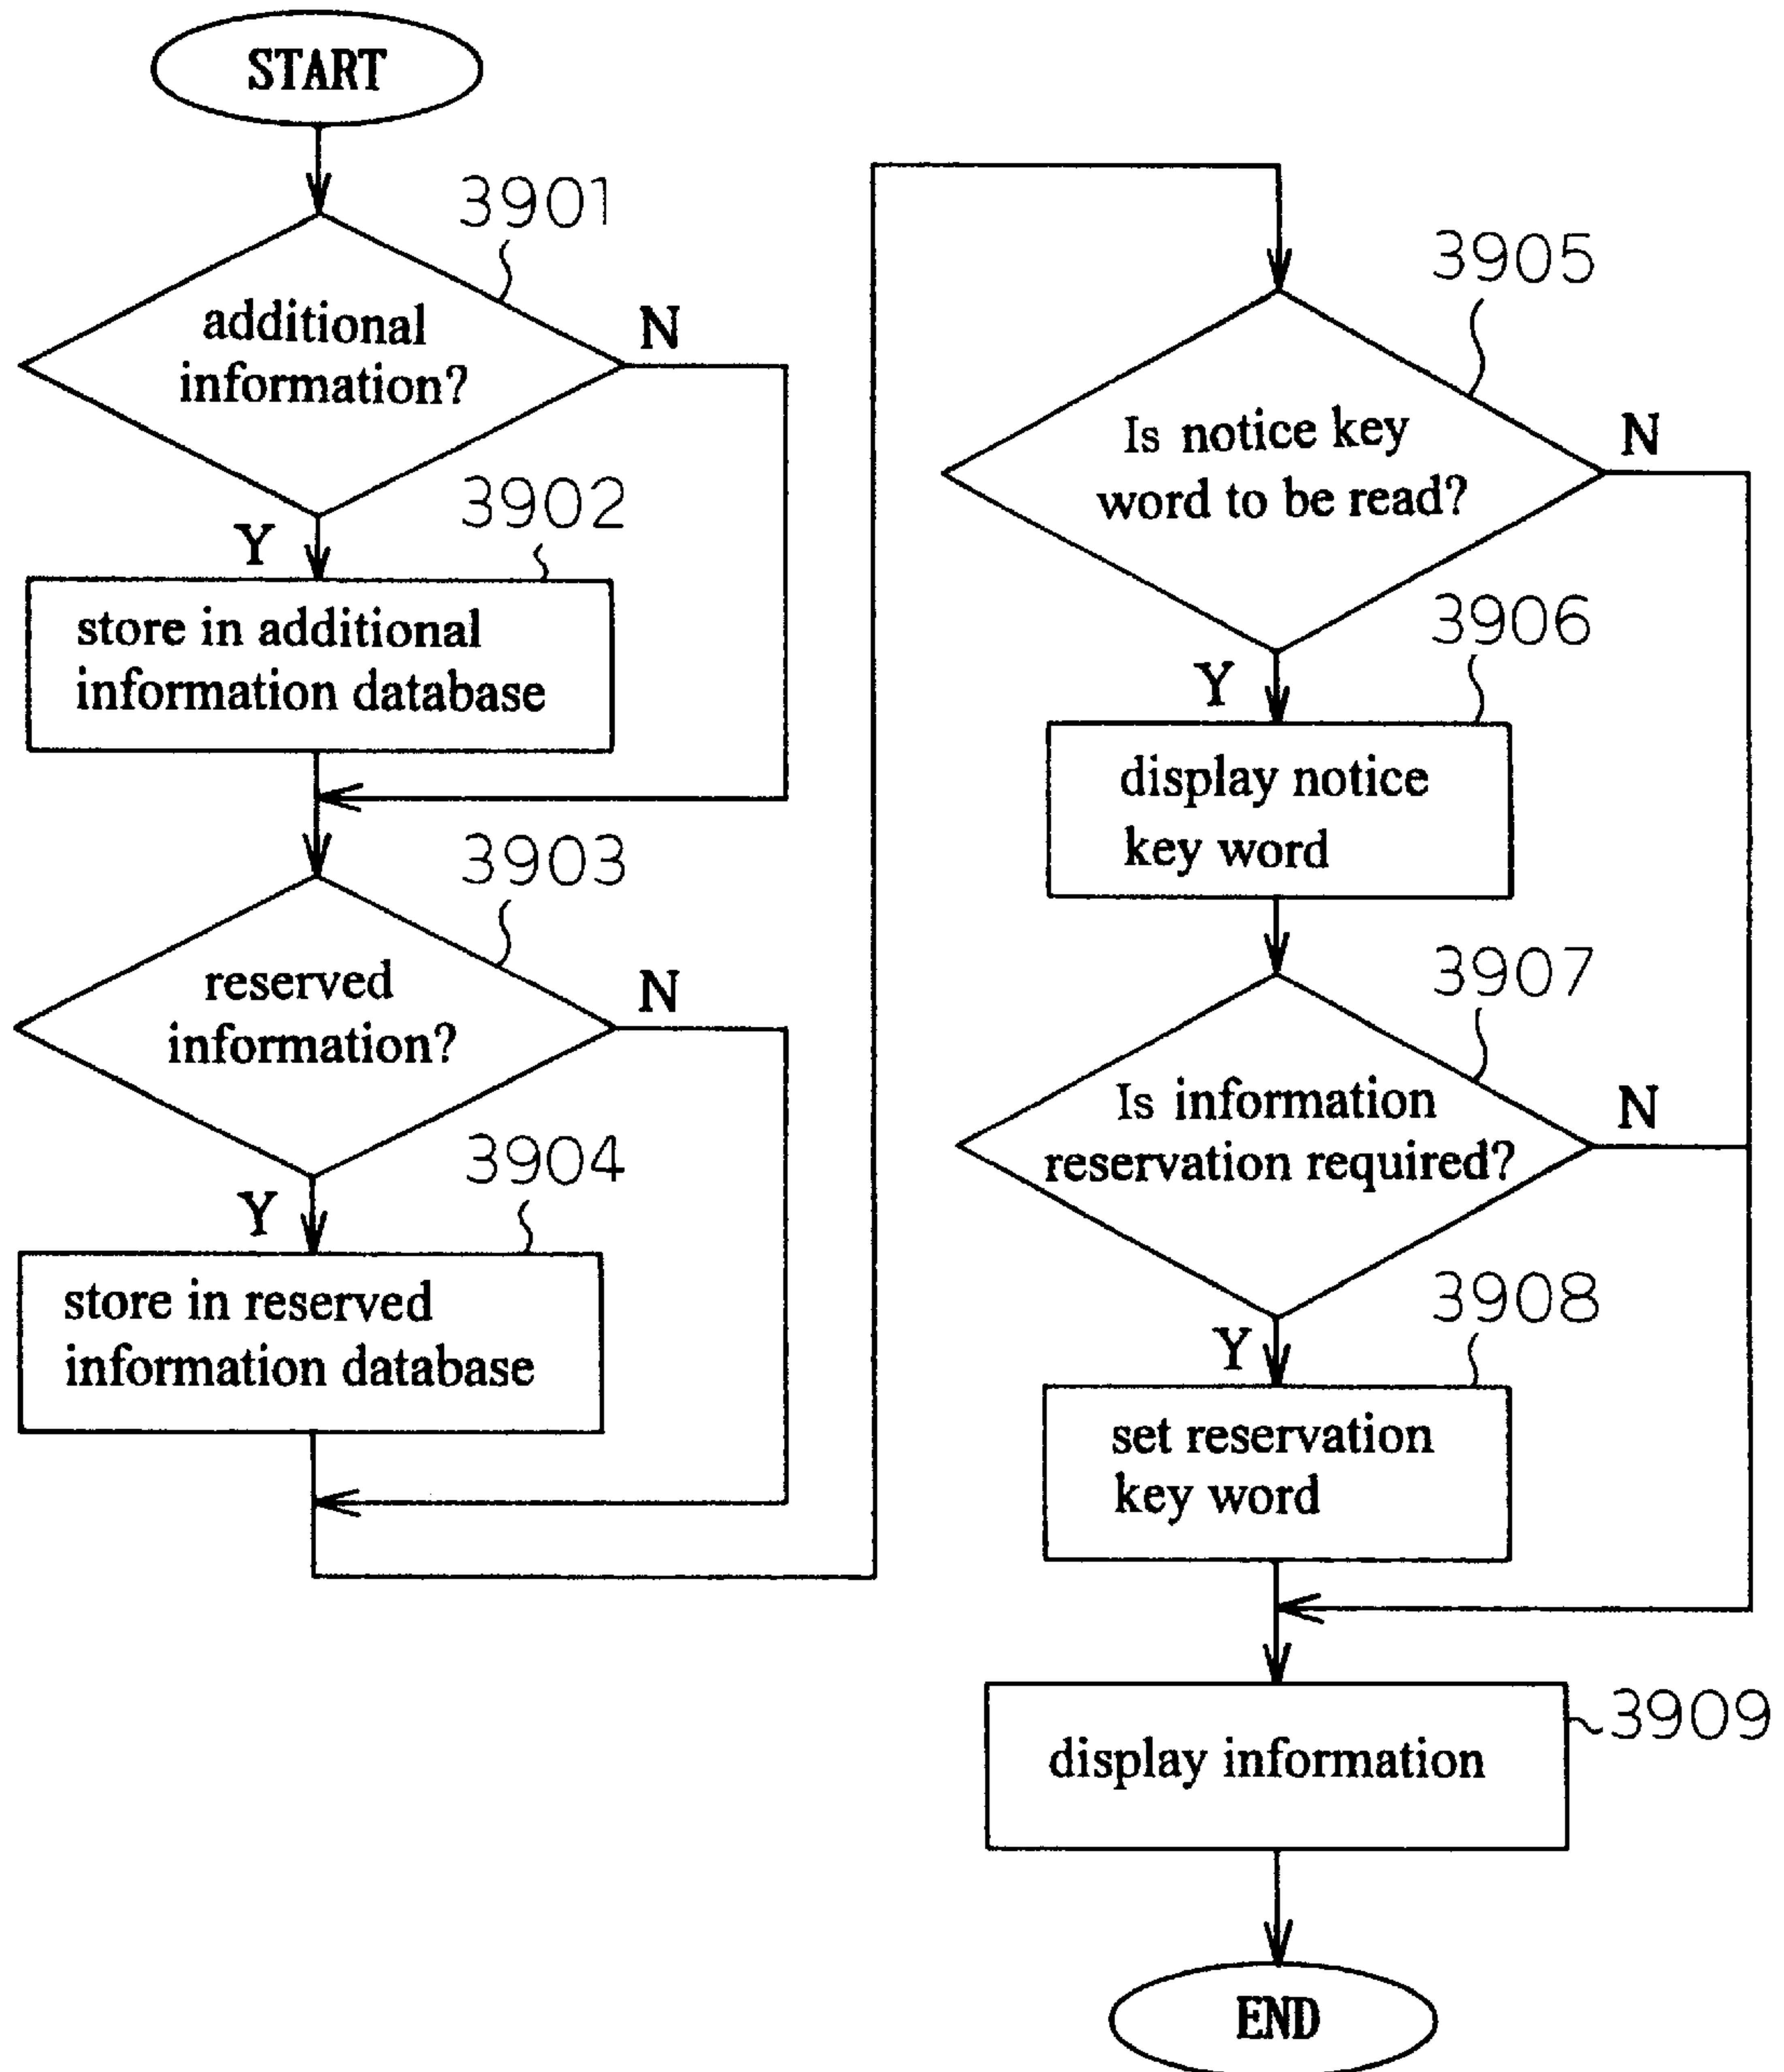 START
3901
additional
information?
N
Y
3902
store in additional
information database
3903
reserved
information?
N
Y
3904
store in reserved
information database
3905
Is notice key
word to be read?
N
Y
3906
display notice
key word
3907
Is information
reservation required?
N
Y
3908
set reservation
key word
3909
display information
END